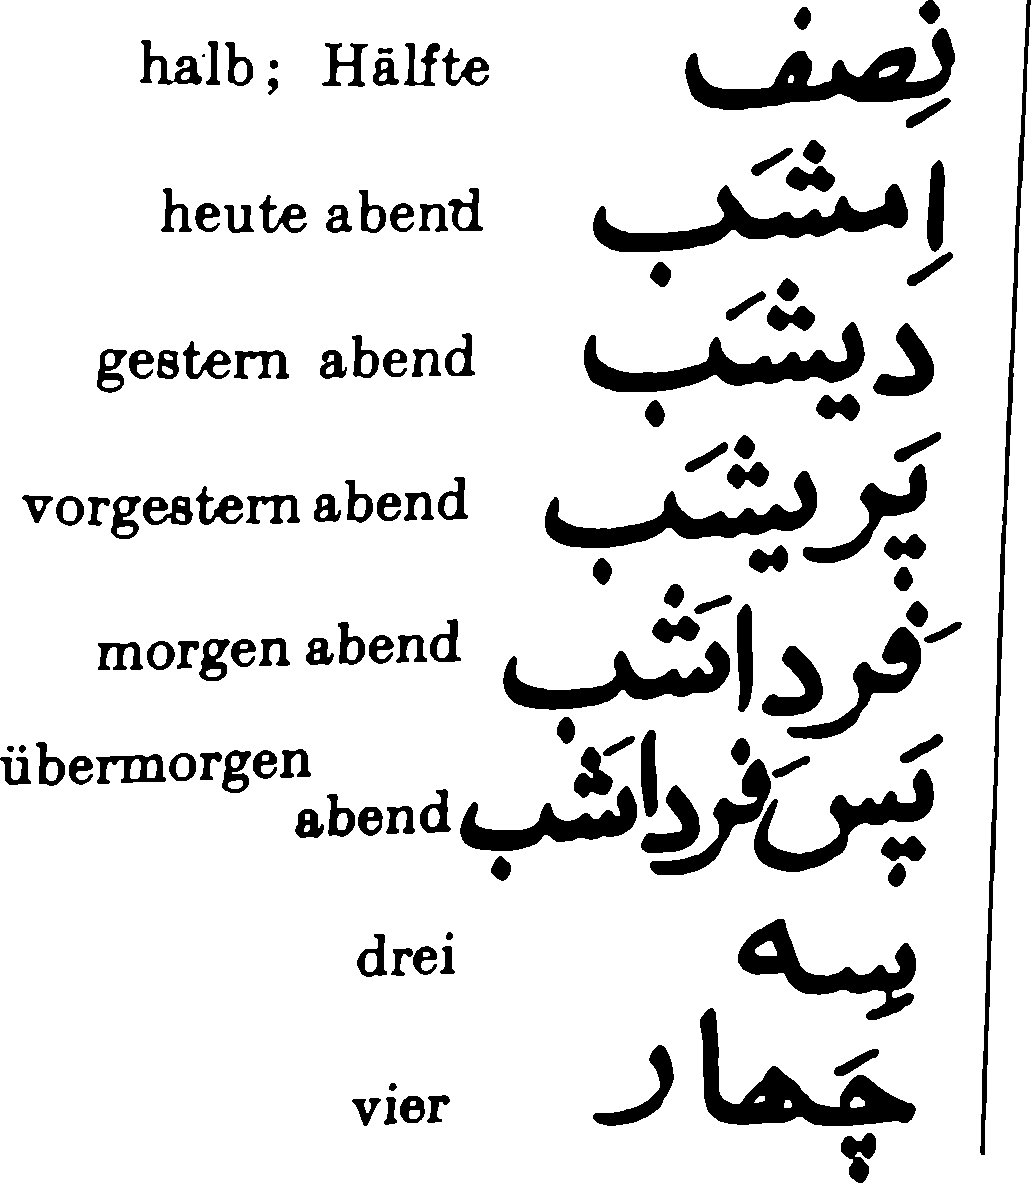 halb; Hälfte نِصف
heute abend اِمشَب
gestern abend دیشَب
vorgestern abend پَریشَب
morgen abend فَرداشَب
übermorgen
abend پَس فَرداشَب
drei سِه
vier چَهار